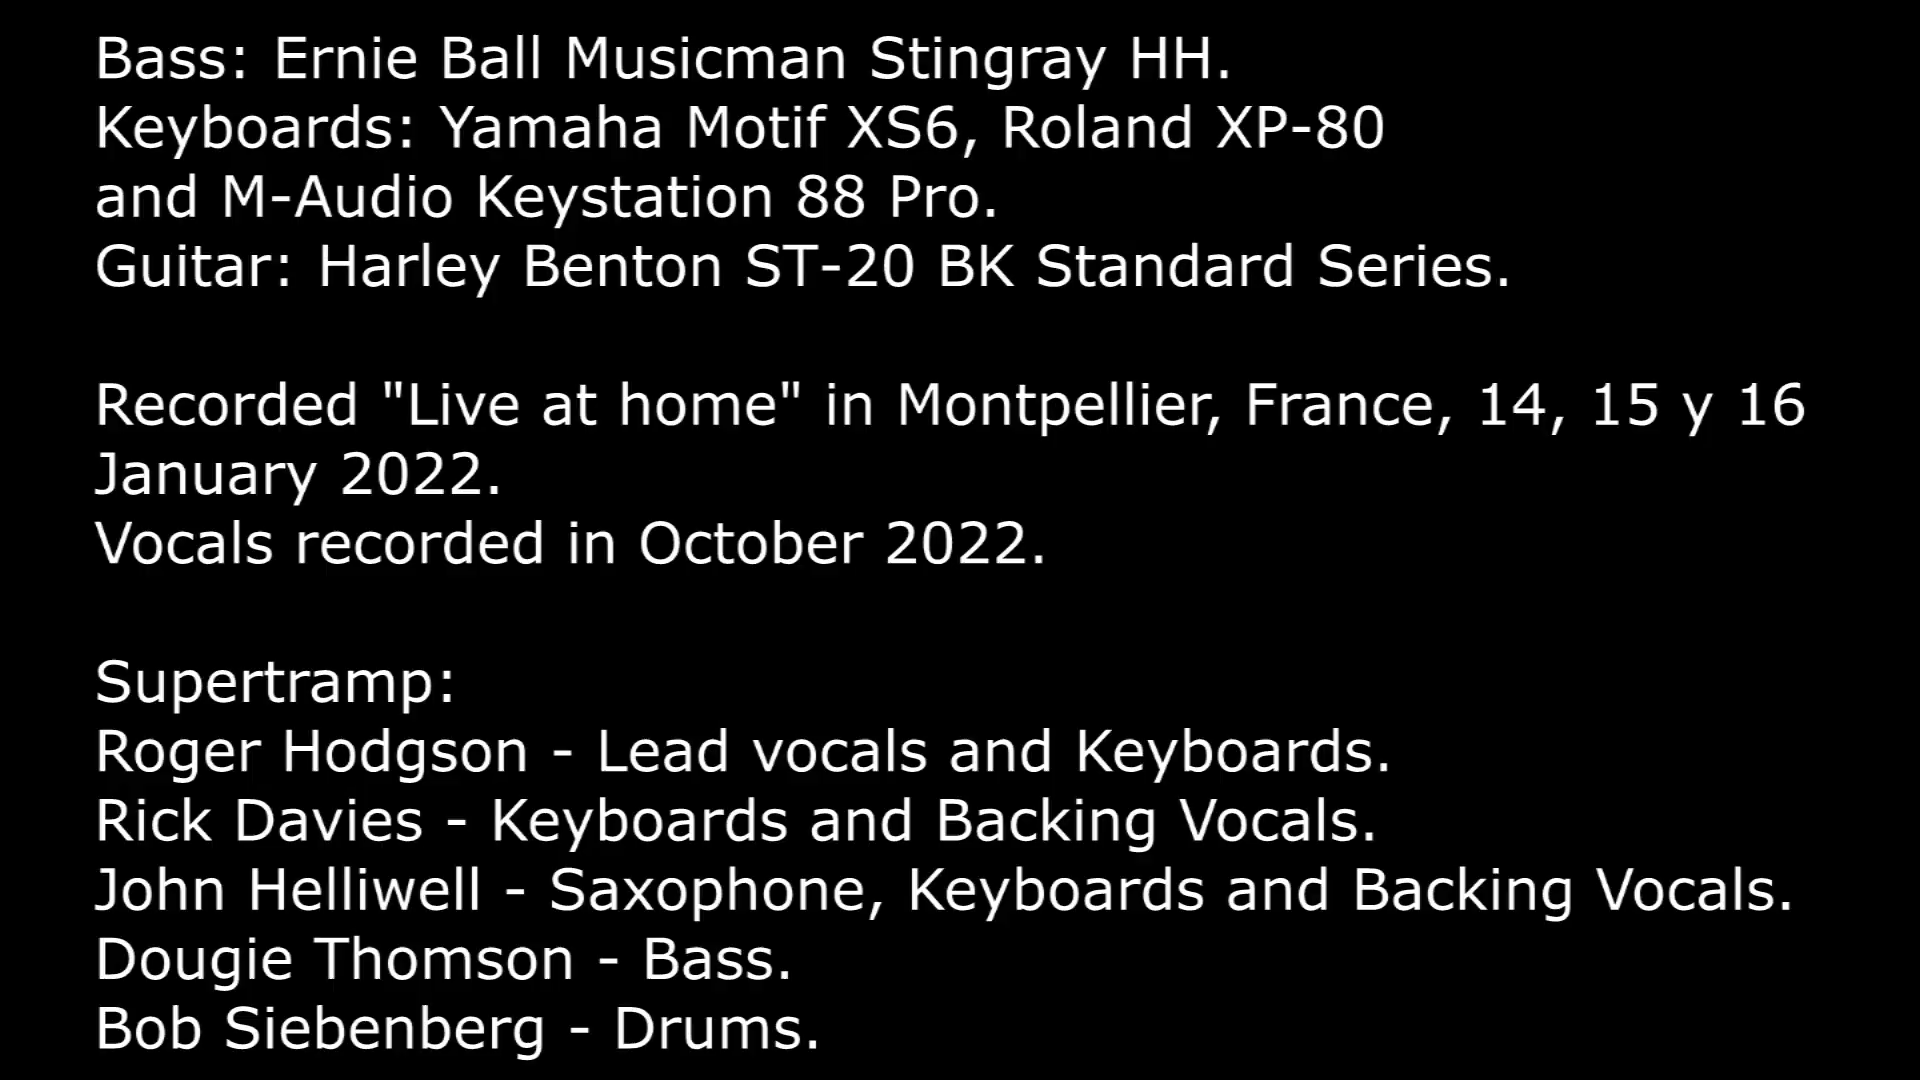 Bass: Ernie Ball Musicman Stingray HH.
Keyboards: Yamaha Motif XS6, Roland XP-80
and M-Audio Keystation 88 Pro.
Guitar: Harley Benton ST-20 BK Standard Series.
Recorded "Live at home" in Montpellier, France, 14, 15 y 16
January 2022.
Vocals recorded in October 2022.
Supertramp:
Roger Hodgson - Lead vocals and Keyboards.
Rick Davies - Keyboards and Backing Vocals.
John Helliwell - Saxophone, Keyboards and Backing Vocals.
Dougie Thomson - Bass.
Bob Siebenberg - Drums.